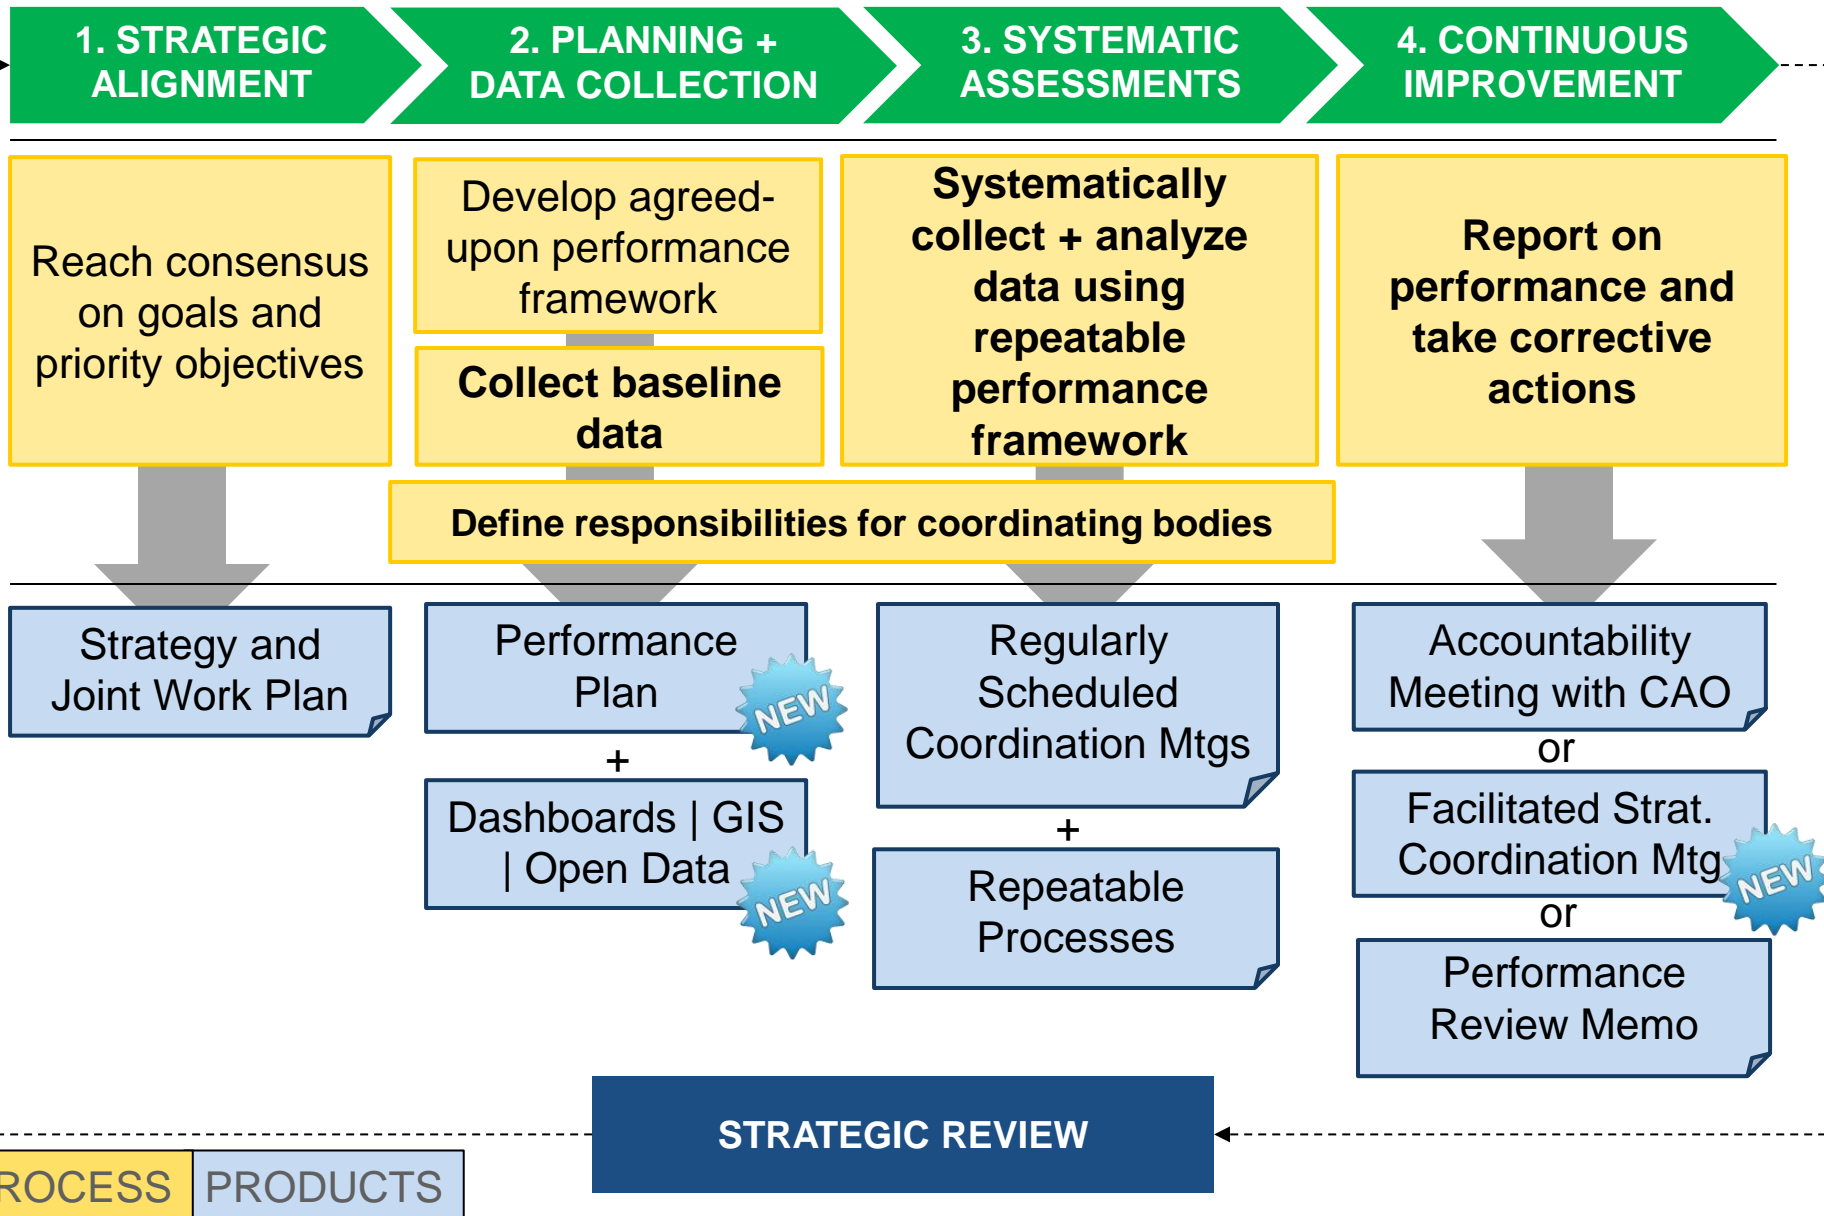 1. STRATEGIC
ALIGNMENT
2. PLANNING +
DATA COLLECTION
3. SYSTEMATIC
ASSESSMENTS
4. CONTINUOUS
IMPROVEMENT
Reach consensus
on goals and
priority objectives
Develop agreed-
upon performance
framework
Collect baseline
data
Systematically
collect + analyze
data using
repeatable
performance
framework
Report on
performance and
take corrective
actions
Define responsibilities for coordinating bodies
Strategy and
Joint Work Plan
Performance
Plan
NEW
+
Dashboards | GIS
| Open Data
NEW
Regularly
Scheduled
Coordination Mtgs
+
Repeatable
Processes
Accountability
Meeting with CAO
or
Facilitated Strat.
Coordination Mtg
NEW
or
Performance
Review Memo
STRATEGIC REVIEW
ROCESS
PRODUCTS